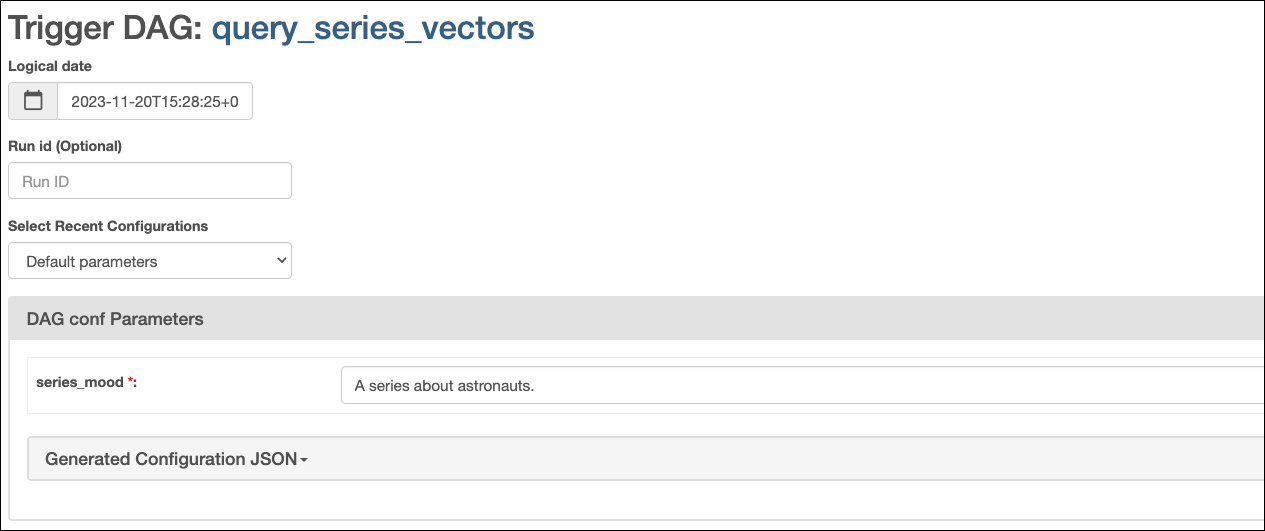 Trigger DAG: query_series_vectors
Logical date
2023-11-20T15:28:25+0
Run id (Optional)
Run ID
Select Recent Configurations
Default parameters
DAG conf Parameters
series_mood *: A series about astronauts.
Generated Configuration JSON